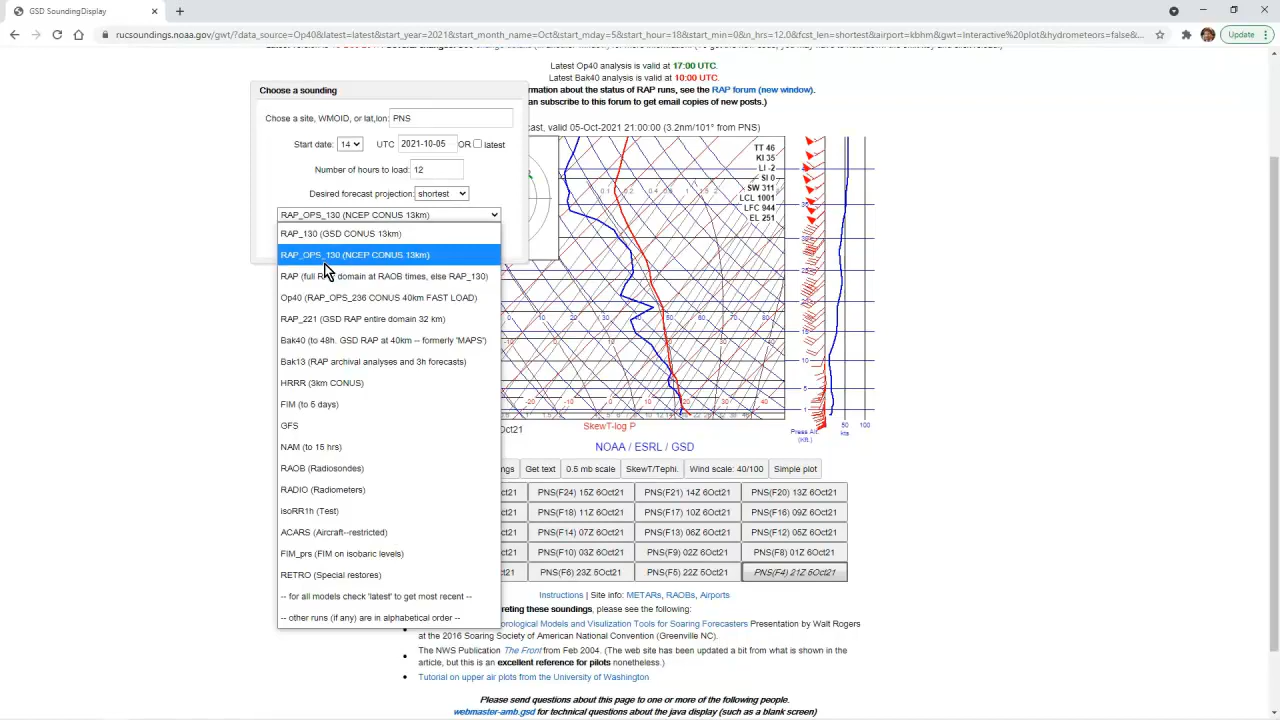 GSD SoundingDisplay
rucsoundings.noaa.gov/gwt/?data_source=Op40&latest=latest&start_year=2021&start_month_name=Oct&start_mday=5&start_hour=18&start_min=0&n_hrs=12.0&fcst_len=shortest&airport=kbhm&gwt=Interactive%20plot&hydrometeors=false&...
Update
Latest Op40 analysis is valid at 17:00 UTC.
Latest Bak40 analysis is valid at 10:00 UTC.
rmation about the status of RAP runs, see the RAP forum (new window).
an subscribe to this forum to get email copies of new posts.)
Choose a sounding
Chose a site, WMOID, or lat,lon: PNS
Start date: 14 UTC 2021-10-05 OR latest
Number of hours to load: 12
Desired forecast projection: shortest
RAP_OPS_130 (NCEP CONUS 13km)
RAP_130 (GSD CONUS 13km)
RAP_OPS_130 (NCEP CONUS 13km)
RAP (full RR domain at RAOB times, else RAP_130)
Op40 (RAP_OPS_236 CONUS 40km FAST LOAD)
RAP_221 (GSD RAP entire domain 32 km)
Bak40 (to 48h. GSD RAP at 40km -- formerly 'MAPS')
Bak13 (RAP archival analyses and 3h forecasts)
HRRR (3km CONUS)
FIM (to 5 days)
GFS
NAM (to 15 hrs)
RAOB (Radiosondes)
RADIO (Radiometers)
isoRR1h (Test)
ACARS (Aircraft--restricted)
FIM_prs (FIM on isobaric levels)
RETRO (Special restores)
-- for all models check 'latest' to get most recent --
-- other runs (if any) are in alphabetical order --
cast, valid 05-Oct-2021 21:00:00 (3.2nm/101° from PNS)
TT 46
KI 35
LI -2
SI 0
SW 311
LCL 1001
LFC 944
EL 251
Press Alt.
(Kft.)
50
kts
100
Oct21
SkewT-log P
NOAA / ESRL / GSD
ngs
Get text
0.5 mb scale
SkewT/Tephi.
Wind scale: 40/100
Simple plot
ct21 PNS(F24) 15Z 6Oct21 PNS(F21) 14Z 6Oct21 PNS(F20) 13Z 6Oct21
ct21 PNS(F18) 11Z 6Oct21 PNS(F17) 10Z 6Oct21 PNS(F16) 09Z 6Oct21
ct21 PNS(F14) 07Z 6Oct21 PNS(F13) 06Z 6Oct21 PNS(F12) 05Z 6Oct21
ct21 PNS(F10) 03Z 6Oct21 PNS(F9) 02Z 6Oct21 PNS(F8) 01Z 6Oct21
ct21 PNS(F6) 23Z 5Oct21 PNS(F5) 22Z 5Oct21 PNS(F4) 21Z 5Oct21
Instructions | Site info: METARs, RAOBs, Airports
reting these soundings, please see the following:
rological Models and Visulization Tools for Soaring Forecasters Presentation by Walt Rogers
at the 2016 Soaring Society of American National Convention (Greenville NC).
The NWS Publication The Front from Feb 2004. (The web site has been updated a bit from what is shown in the
article, but this is an excellent reference for pilots nonetheless.)
Tutorial on upper air plots from the University of Washington
Please send questions about this page to one or more of the following people.
webmaster-amb.gsd for technical questions about the java display (such as a blank screen)